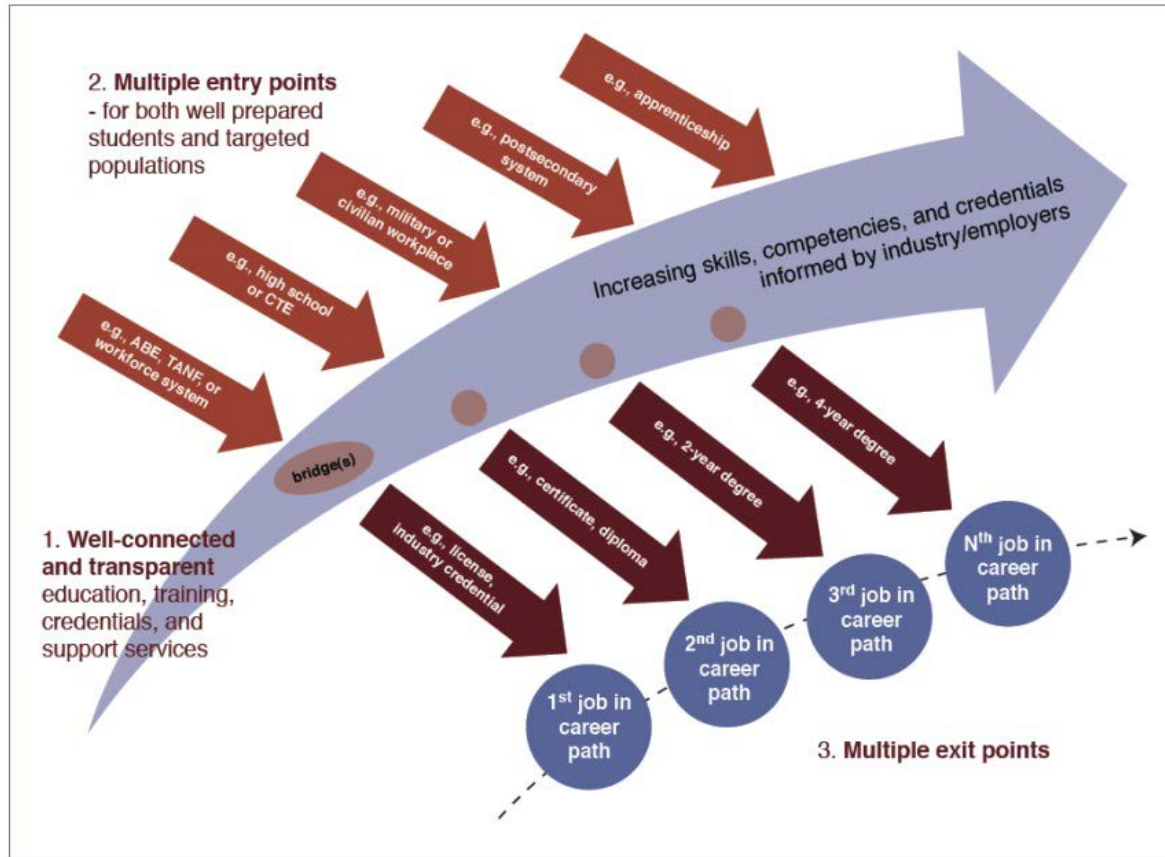 2. Multiple entry points
- for both well prepared
students and targeted
populations
e.g., apprenticeship
e.g., postsecondary
system
e.g., military or
civilian workplace
e.g., high school
or CTE
e.g., ABE, TANF, or
workforce system
Increasing skills, competencies, and credentials
informed by industry/employers
bridge(s)
1. Well-connected
and transparent
education, training,
credentials, and
support services
e.g., license,
industry credential
e.g., certificate, diploma
e.g., 2-year degree
e.g., 4-year degree
1st job in
career
path
2nd job in
career
path
3rd job in
career
path
Nth job in
career
path
3. Multiple exit points